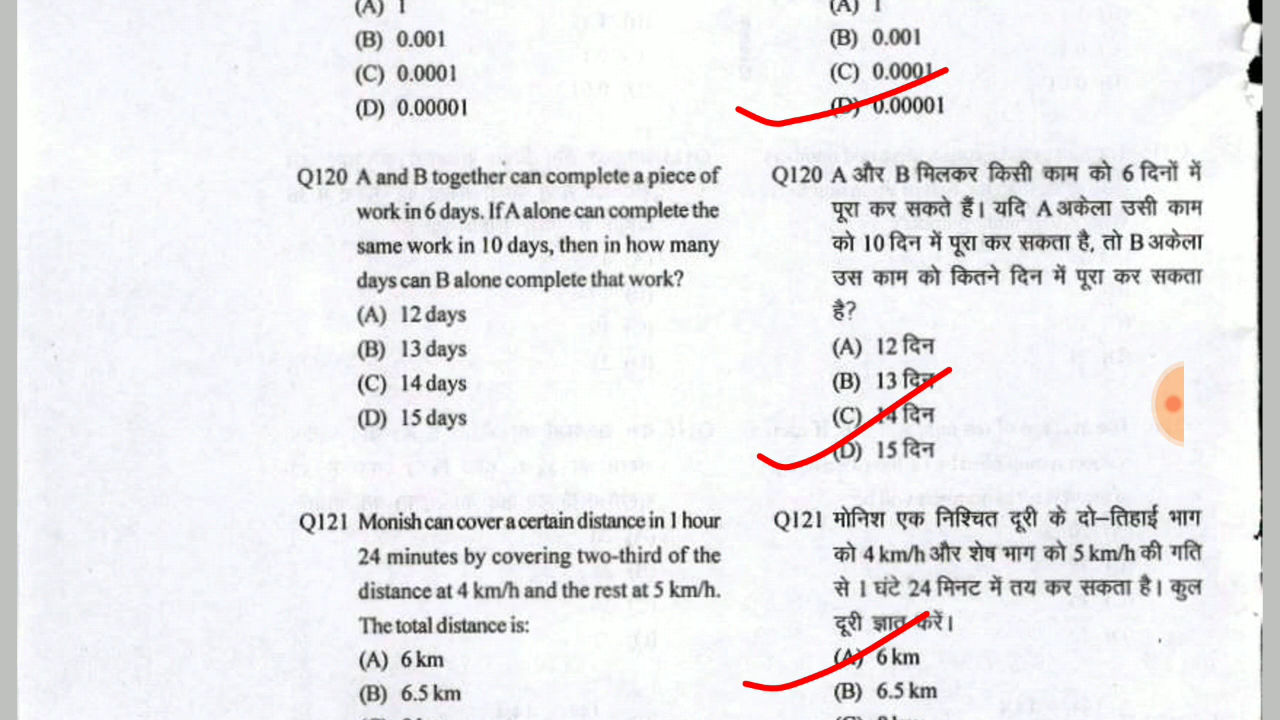 (A) 1
(B) 0.001
(C) 0.0001
(D) 0.00001
Q120 A and B together can complete a piece of
work in 6 days. If A alone can complete the
same work in 10 days, then in how many
days can B alone complete that work?
(A) 12 days
(B) 13 days
(C) 14 days
(D) 15 days
Q121 Monish can cover a certain distance in 1 hour
24 minutes by covering two-third of the
distance at 4 km/h and the rest at 5 km/h.
The total distance is:
(A) 6 km
(B) 6.5 km
(A) 1
(B) 0.001
(C) 0.0001
(D) 0.00001
Q120 A और B मिलकर किसी काम को 6 दिनों में
पूरा कर सकते हैं। यदि A अकेला उसी काम
को 10 दिन में पूरा कर सकता है, तो B अकेला
उस काम को कितने दिन में पूरा कर सकता
है?
(A) 12 दिन
(B) 13 दिन
(C) 14 दिन
(D) 15 दिन
Q121 मोनिश एक निश्चित दूरी के दो–तिहाई भाग
को 4 km/h और शेष भाग को 5 km/h की गति
से 1 घंटे 24 मिनट में तय कर सकता है। कुल
दूरी ज्ञात करें।
(A) 6 km
(B) 6.5 km